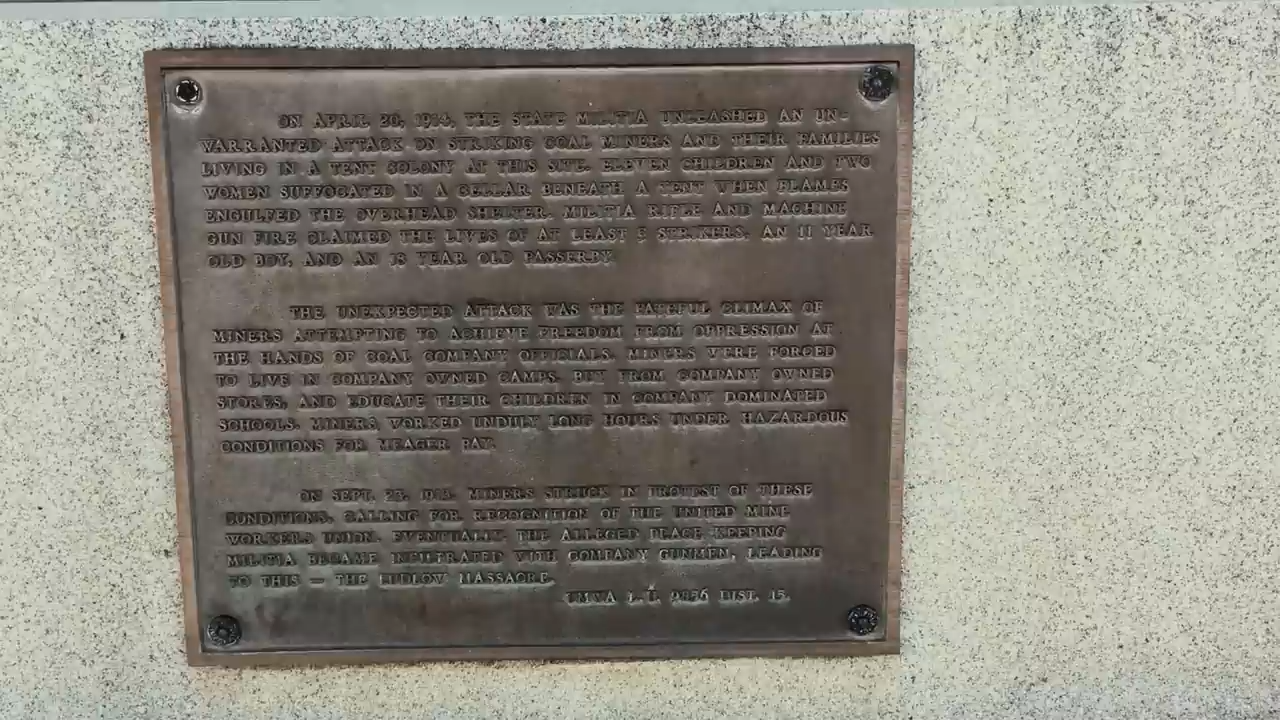 ON APRIL 20, 1914, THE STATE MILITIA UNLEASHED AN UN-
WARRANTED ATTACK ON STRIKING COAL MINERS AND THEIR FAMILIES
LIVING IN A TENT COLONY AT THIS SITE. ELEVEN CHILDREN AND TWO
WOMEN SUFFOCATED IN A CELLAR BENEATH A TENT WHEN FLAMES
ENGULFED THE OVERHEAD SHELTER. MILITIA RIFLE AND MACHINE
GUN FIRE CLAIMED THE LIVES OF AT LEAST 5 STRIKERS, AN 11 YEAR
OLD BOY, AND AN 18 YEAR OLD PASSERBY.
THE UNEXPECTED ATTACK WAS THE FATEFUL CLIMAX OF
MINERS ATTEMPTING TO ACHIEVE FREEDOM FROM OPPRESSION AT
THE HANDS OF COAL COMPANY OFFICIALS. MINERS WERE FORCED
TO LIVE IN COMPANY OWNED CAMPS, BUY FROM COMPANY OWNED
STORES, AND EDUCATE THEIR CHILDREN IN COMPANY DOMINATED
SCHOOLS. MINERS WORKED UNDULY LONG HOURS UNDER HAZARDOUS
CONDITIONS FOR MEAGER PAY.
ON SEPT. 23, 1913, MINERS STRUCK IN PROTEST OF THESE
CONDITIONS, CALLING FOR RECOGNITION OF THE UNITED MINE
WORKERS UNION. EVENTUALLY, THE ALLEGED PEACE KEEPING
MILITIA BECAME INFILTRATED WITH COMPANY GUNMEN, LEADING
TO THIS — THE LUDLOW MASSACRE.
UMWA L.U. 9856 DIST. 15.